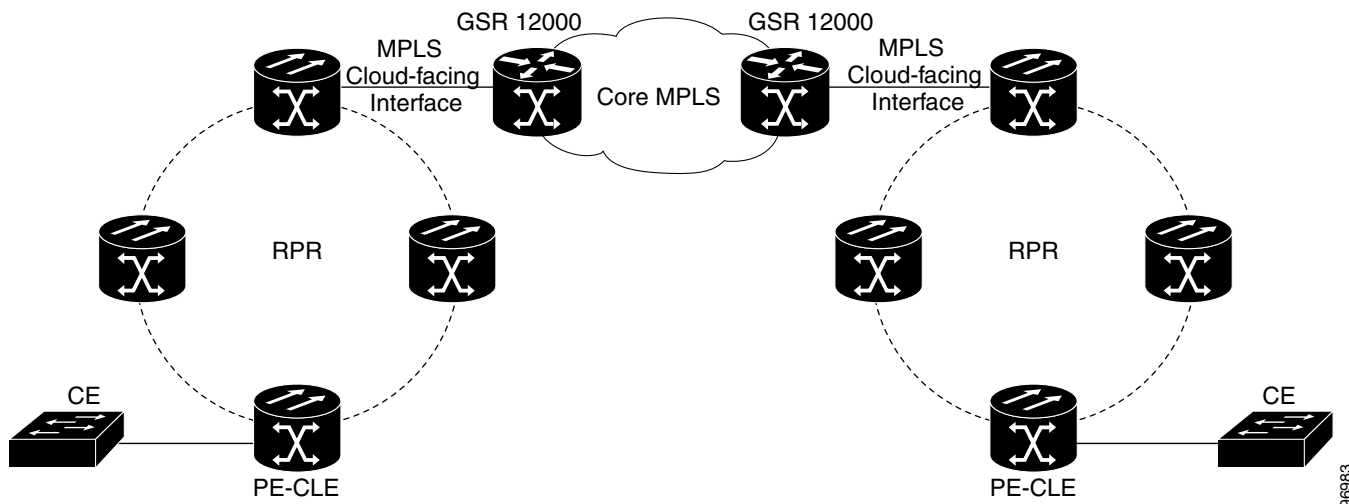 GSR 12000
GSR 12000
MPLS
Cloud-facing
Interface
Core MPLS
MPLS
Cloud-facing
Interface
RPR
RPR
CE
CE
PE-CLE
PE-CLE
96983